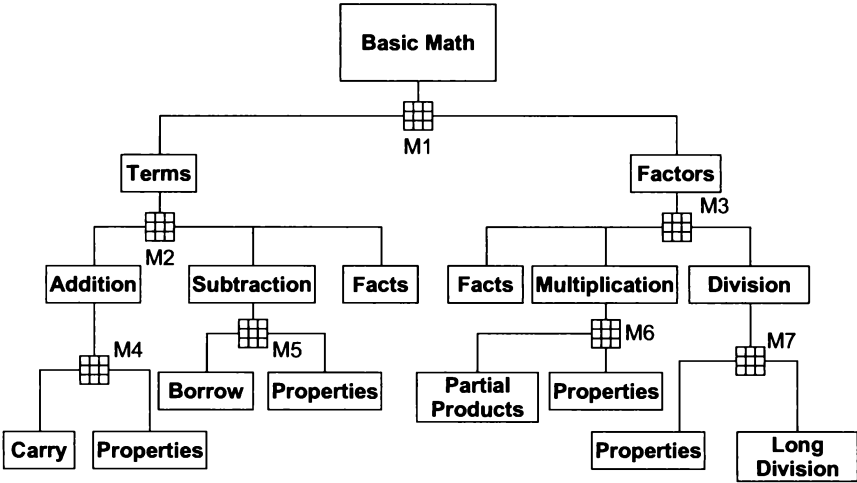 Basic Math
M1
Terms
Factors
M2
M3
Addition
Subtraction
Facts
Facts
Multiplication
Division
M4
M5
M6
M7
Borrow
Properties
Partial
Products
Properties
Carry
Properties
Properties
Long
Division